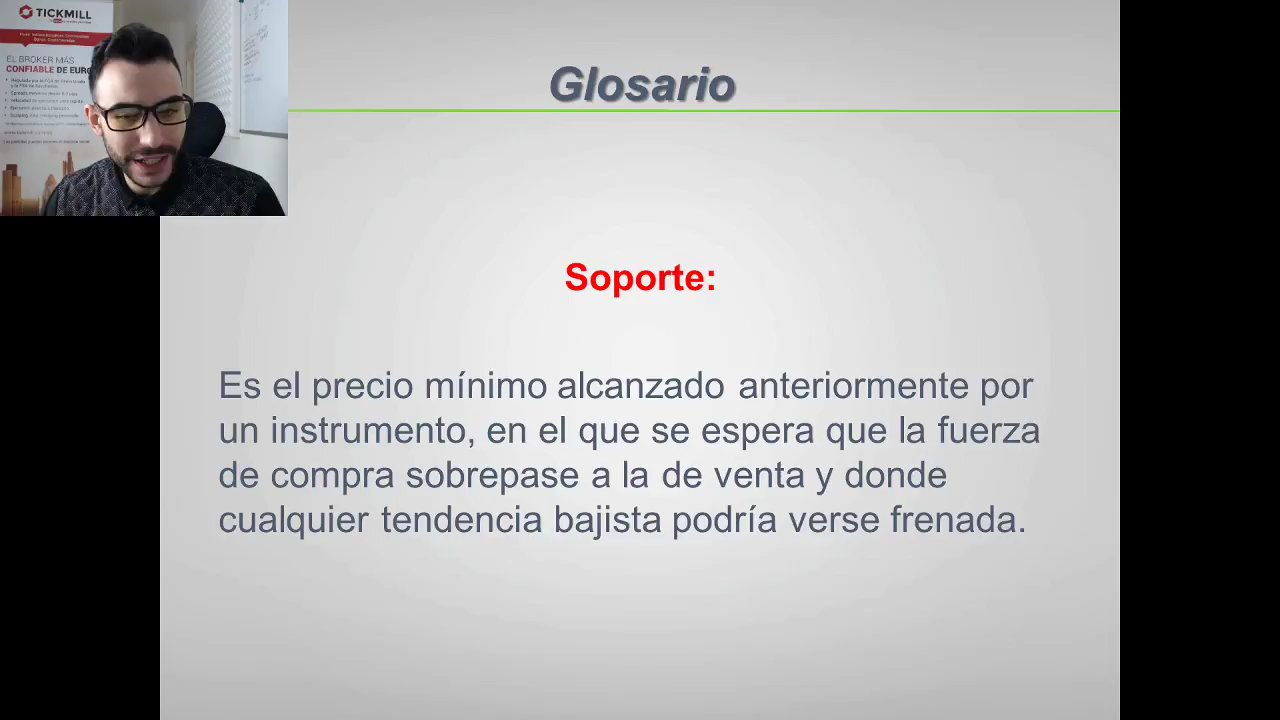 TICKMILL
EL BROKER MÁS
CONFIABLE DE EURO
Glosario
Soporte:
Es el precio mínimo alcanzado anteriormente por
un instrumento, en el que se espera que la fuerza
de compra sobrepase a la de venta y donde
cualquier tendencia bajista podría verse frenada.